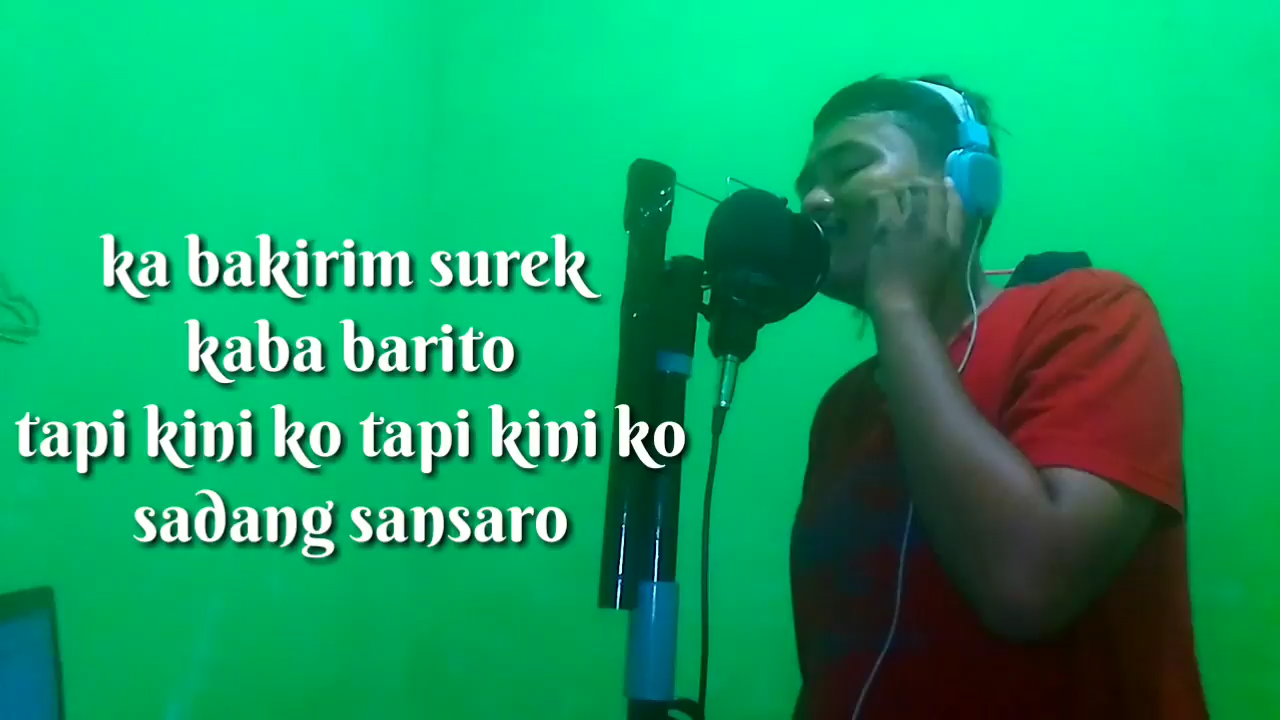 ka bakirim surek
kaba barito
tapi kini ko tapi kini ko
sadang sansaro